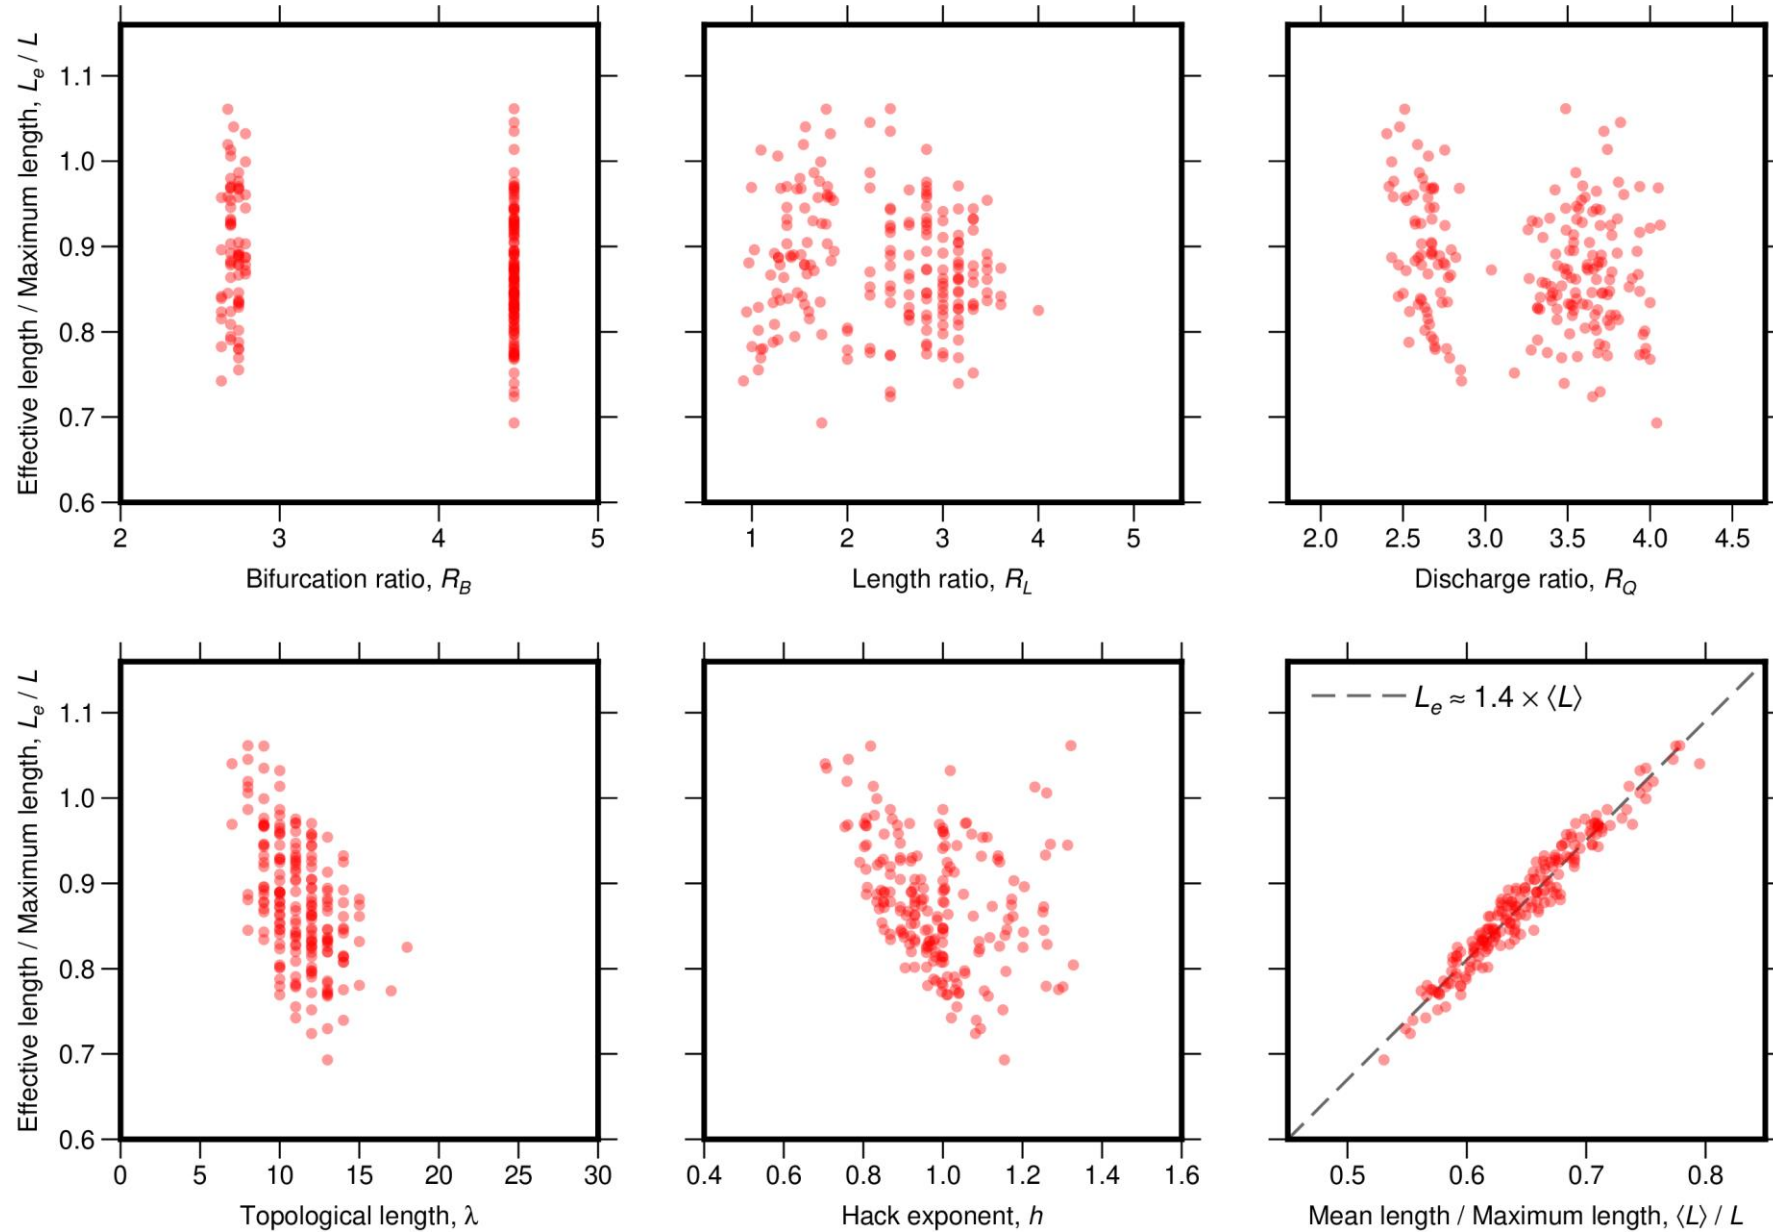 Effective length / Maximum length, Lₑ / L
1.1
1.0
0.9
0.8
0.7
0.6
2 3 4 5
Bifurcation ratio, R_B
1 2 3 4 5
Length ratio, R_L
2.0 2.5 3.0 3.5 4.0 4.5
Discharge ratio, R_Q
Effective length / Maximum length, Lₑ / L
1.1
1.0
0.9
0.8
0.7
0.6
0 5 10 15 20 25 30
Topological length, λ
0.4 0.6 0.8 1.0 1.2 1.4 1.6
Hack exponent, h
Lₑ ≈ 1.4 × ⟨L⟩
0.5 0.6 0.7 0.8
Mean length / Maximum length, ⟨L⟩ / L